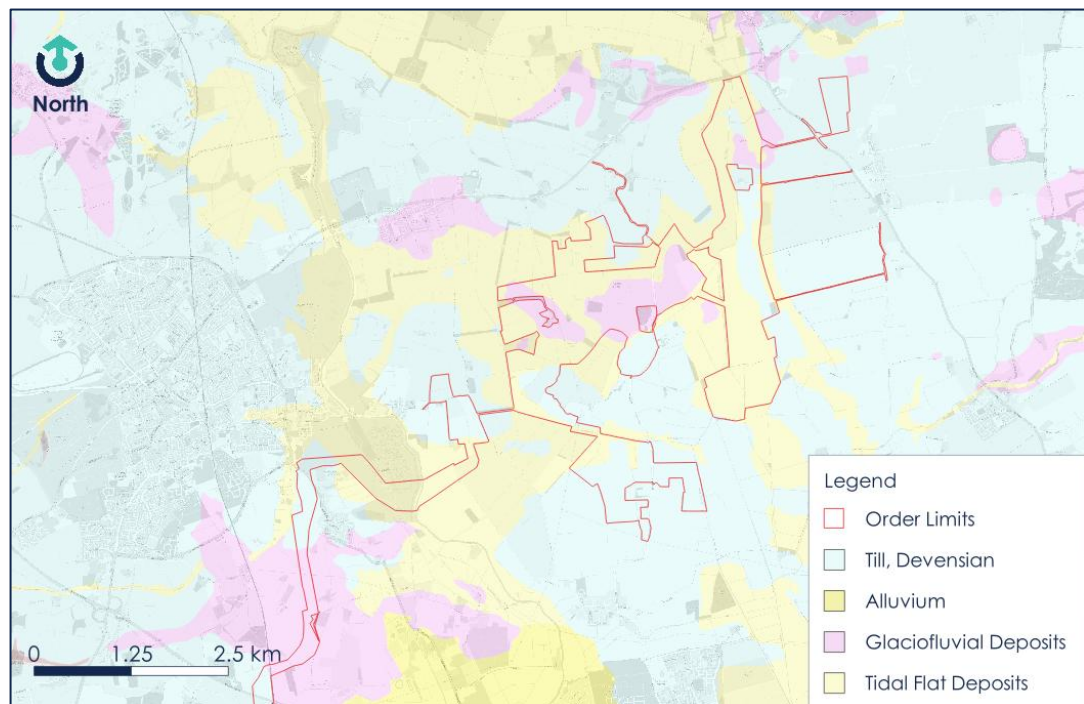 North
Legend
Order Limits
Till, Devensian
Alluvium
Glaciofluvial Deposits
Tidal Flat Deposits
0 1.25 2.5 km